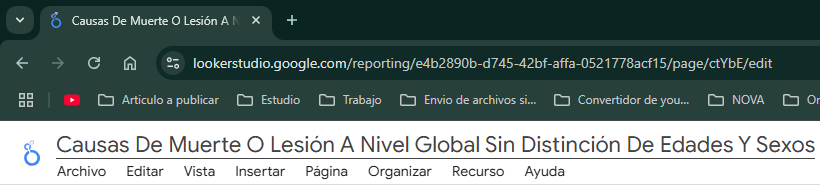 Causas De Muerte O Lesión A N
lookerstudio.google.com/reporting/e4b2890b-d745-42bf-affa-0521778acf15/page/ctYbE/edit
Articulo a publicar Estudio Trabajo Envio de archivos si... Convertidor de you... NOVA Or
Causas De Muerte O Lesión A Nivel Global Sin Distinción De Edades Y Sexos
Archivo Editar Vista Insertar Página Organizar Recurso Ayuda